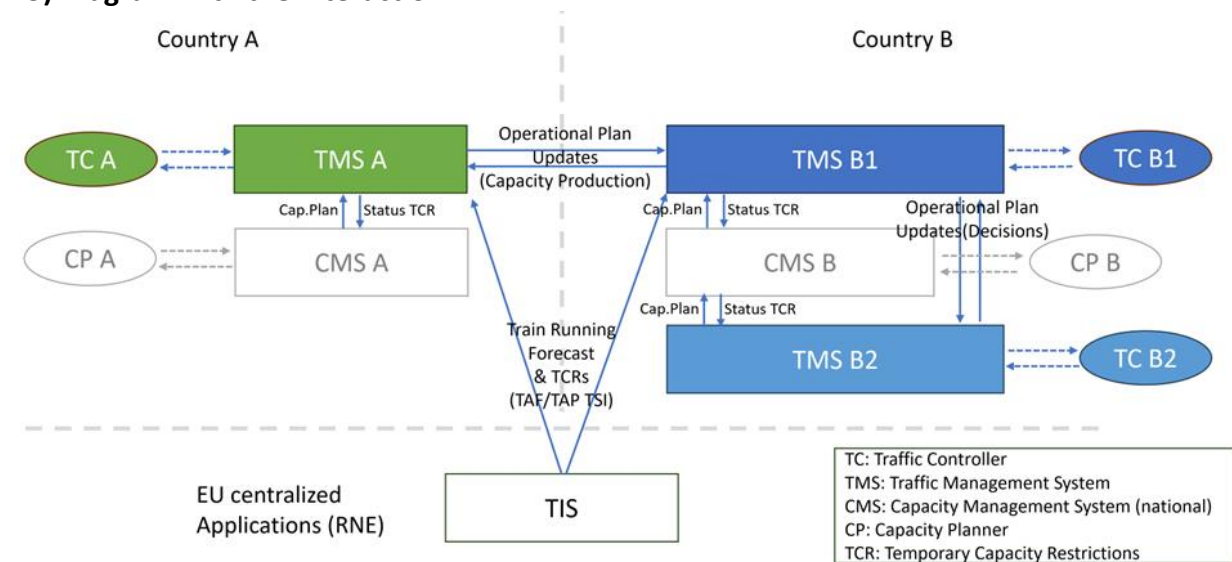 Country A
Country B
TC A
TMS A
Operational Plan
Updates
(Capacity Production)
TMS B1
TC B1
Cap.Plan
Status TCR
Cap.Plan
Status TCR
Operational Plan
Updates(Decisions)
CP A
CMS A
CMS B
CP B
Cap.Plan
Status TCR
Train Running
Forecast
& TCRs
(TAF/TAP TSI)
TMS B2
TC B2
EU centralized
Applications (RNE)
TIS
TC: Traffic Controller
TMS: Traffic Management System
CMS: Capacity Management System (national)
CP: Capacity Planner
TCR: Temporary Capacity Restrictions